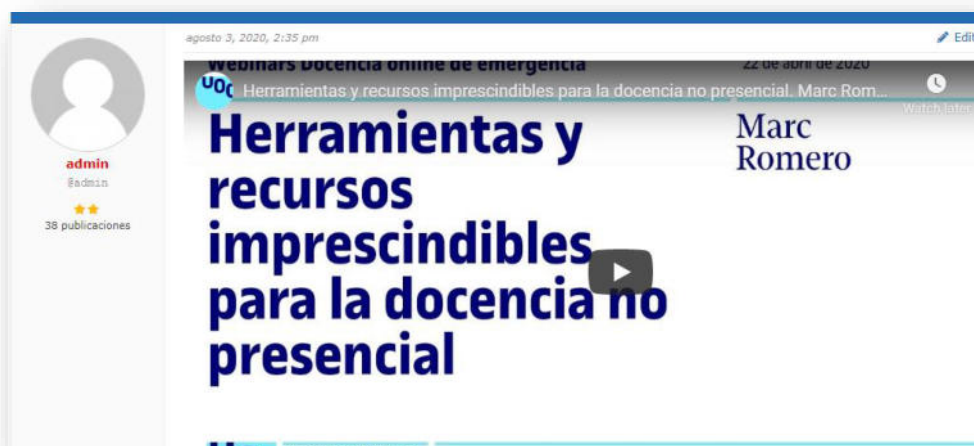 agosto 3, 2020, 2:35 pm
Edit
admin
@admin
38 publicaciones
Webinars Docencia online de emergencia
22 de abril de 2020
UOC
Herramientas y recursos imprescindibles para la docencia no presencial. Marc Rom...
Watch later
Herramientas y
recursos
imprescindibles
para la docencia no
presencial
Marc
Romero